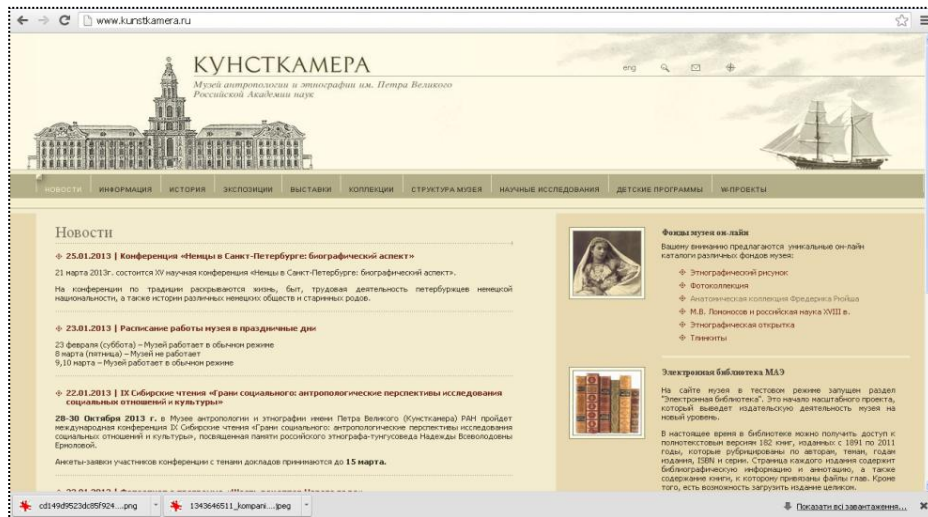 www.kunstkamera.ru
КУНСТКАМЕРА
Музей антропологии и этнографии им. Петра Великого
Российской Академии наук
eng
НОВОСТИ ИНФОРМАЦИЯ ИСТОРИЯ ЭКСПОЗИЦИИ ВЫСТАВКИ КОЛЛЕКЦИИ СТРУКТУРА МУЗЕЯ НАУЧНЫЕ ИССЛЕДОВАНИЯ ДЕТСКИЕ ПРОГРАММЫ W-ПРОЕКТЫ
Новости
25.01.2013 | Конференция «Немцы в Санкт-Петербурге: биографический аспект»
21 марта 2013г. состоится XV научная конференция «Немцы в Санкт-Петербурге: биографический аспект».
На конференции по традиции раскрываются жизнь, быт, трудовая деятельность петербуржцев немецкой
национальности, а также истории различных немецких обществ и старинных родов.
23.01.2013 | Расписание работы музея в праздничные дни
23 февраля (суббота) – Музей работает в обычном режиме
8 марта (пятница) – Музей не работает
9,10 марта – Музей работает в обычном режиме
22.01.2013 | IX Сибирские чтения «Грани социального: антропологические перспективы исследования
социальных отношений и культуры»
28-30 Октября 2013 г. в Музее антропологии и этнографии имени Петра Великого (Кунсткамера) РАН пройдет
международная конференция IX Сибирские чтения «Грани социального: антропологические перспективы исследования
социальных отношений и культуры», посвященная памяти российского этнографа-тунгусоведа Надежды Всеволодовны
Ермоловой.
Анкеты-заявки участников конференции с темами докладов принимаются до 15 марта.
Фонды музея он-лайн
Вашему вниманию предлагаются уникальные он-лайн
каталоги различных фондов музея:
Этнографический рисунок
Фотоколлекция
Анатомическая коллекция Фредерика Рюйша
М.В. Ломоносов и российская наука XVIII в.
Этнографическая открытка
Тлинкиты
Электронная библиотека МАЭ
На сайте музея в тестовом режиме запущен раздел
"Электронная библиотека". Это начало масштабного проекта,
который выведет издательскую деятельность музея на
новый уровень.
В настоящее время в библиотеке можно получить доступ к
полнотекстовым версиям 182 книг, изданных с 1891 по 2011
годы, которые рубрицированы по авторам, темам, годам
издания, ISBN и серии. Страница каждого издания содержит
библиографическую информацию и аннотацию, а также
содержание книги, к которому привязаны файлы глав. Кроме
того, есть возможность загрузить издание целиком.
cd149d9523dc85f924....png
1343646511_kompani....jpeg
Показати всі завантаження...